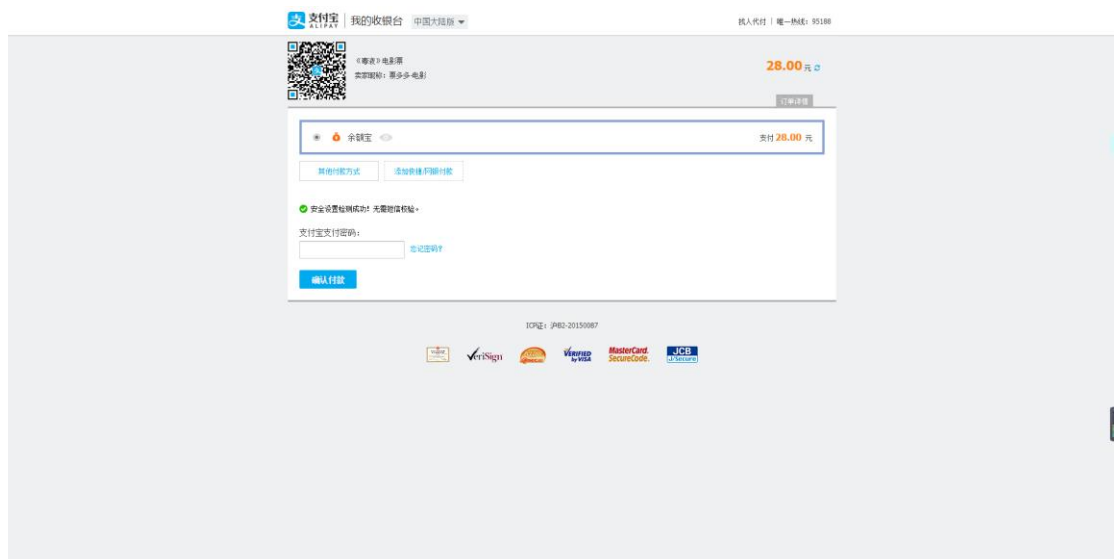 支付宝
ALIPAY
我的收银台
中国大陆版
找人代付 | 唯一热线: 95188
《毒液》电影票
卖家昵称: 票多多电影
28.00 元
订单详情
余额宝
支付 28.00 元
其他付款方式
添加快捷/网银付款
安全设置检测成功! 无需短信校验。
支付宝支付密码:
忘记密码?
确认付款
ICP证: 沪B2-20150087
VeriSign
VERIFIED
by VISA
MasterCard.
SecureCode.
JCB
J/Secure